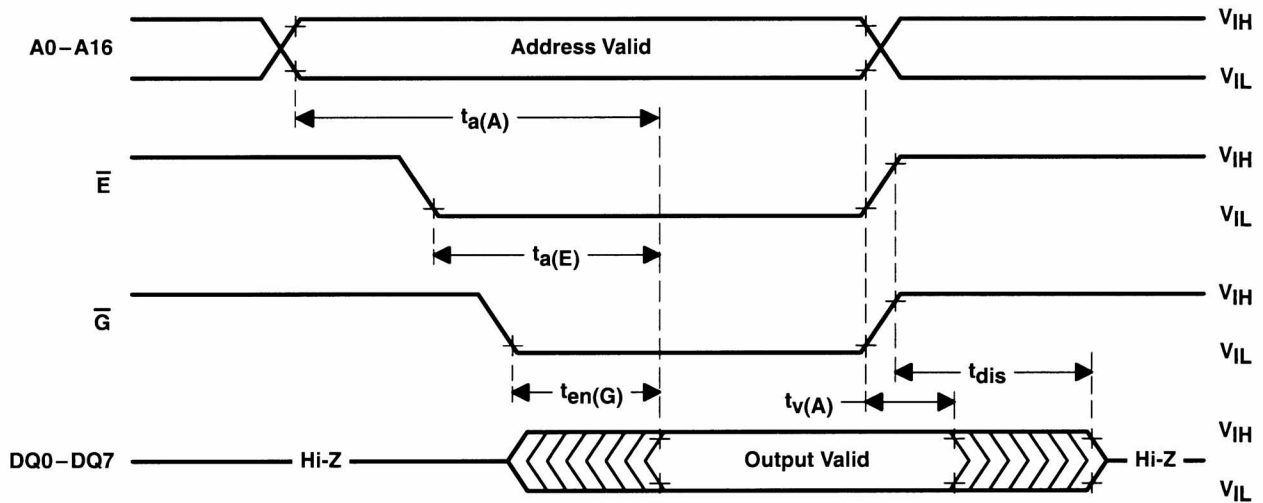 A0–A16
Address Valid
VIH
VIL
ta(A)
E̅
VIH
VIL
ta(E)
G̅
VIH
VIL
ten(G)
tv(A)
tdis
DQ0–DQ7
Hi-Z
Output Valid
Hi-Z
VIH
VIL